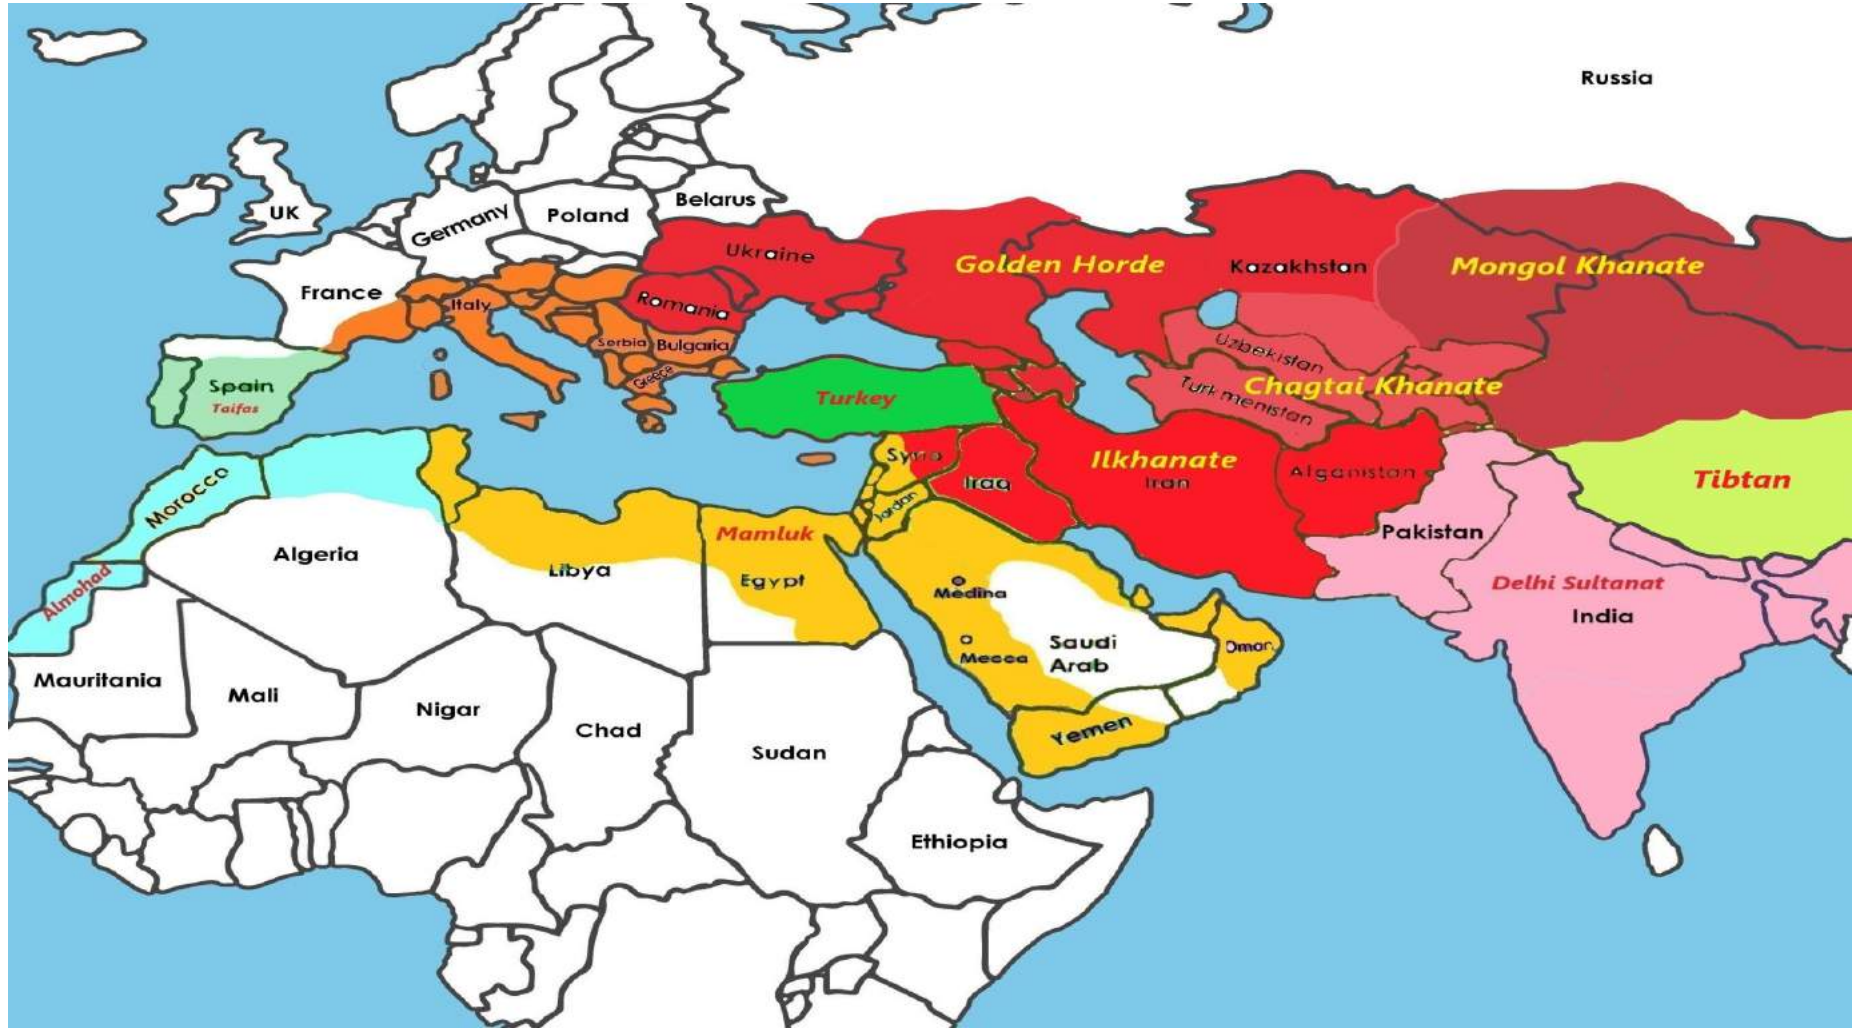 Russia
UK
Germany
Poland
Belarus
Ukraine
Golden Horde
Kazakhstan
Mongol Khanate
France
Italy
Romania
Serbia
Bulgaria
Greece
Uzbekistan
Spain
Taifas
Turkey
Turkmenistan
Chagtai Khanate
Syria
Ilkhanate
Iran
Iraq
Afganistan
Tibtan
Morocco
Jordan
Mamluk
Pakistan
Algeria
Libya
Egypt
Medina
Almohad
Delhi Sultanat
India
Saudi
Arab
Oman
Mecca
Mauritania
Mali
Nigar
Chad
Sudan
Yemen
Ethiopia